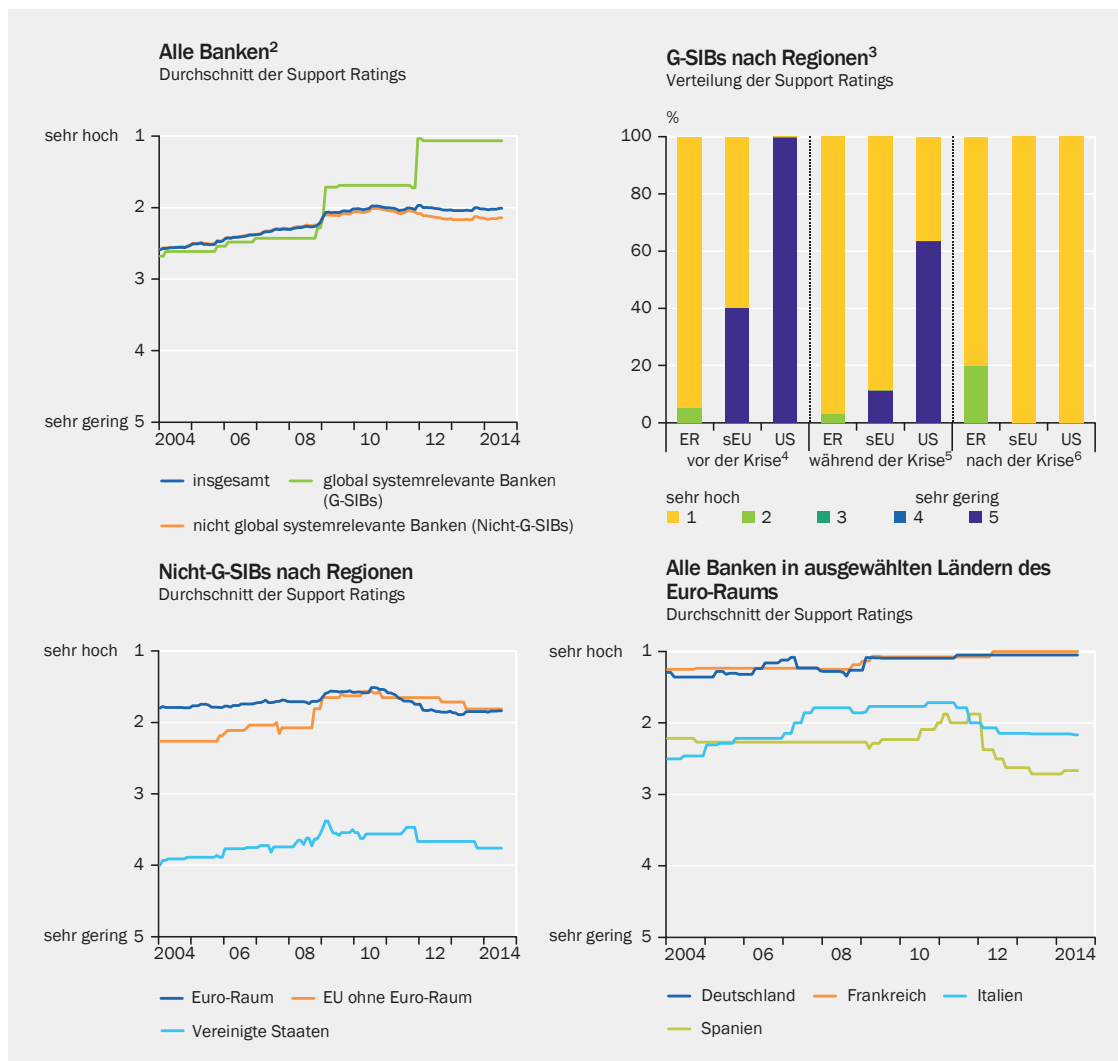 Alle Banken2
Durchschnitt der Support Ratings
sehr hoch 1
2
3
4
sehr gering 5
2004 06 08 10 12 2014
insgesamt global systemrelevante Banken
(G-SIBs)
nicht global systemrelevante Banken (Nicht-G-SIBs)
G-SIBs nach Regionen3
Verteilung der Support Ratings
%
100
80
60
40
20
0
ER sEU US ER sEU US ER sEU US
vor der Krise4 während der Krise5 nach der Krise6
sehr hoch sehr gering
1 2 3 4 5
Nicht-G-SIBs nach Regionen
Durchschnitt der Support Ratings
sehr hoch 1
2
3
4
sehr gering 5
2004 06 08 10 12 2014
Euro-Raum EU ohne Euro-Raum
Vereinigte Staaten
Alle Banken in ausgewählten Ländern des
Euro-Raums
Durchschnitt der Support Ratings
sehr hoch 1
2
3
4
sehr gering 5
2004 06 08 10 12 2014
Deutschland Frankreich Italien
Spanien